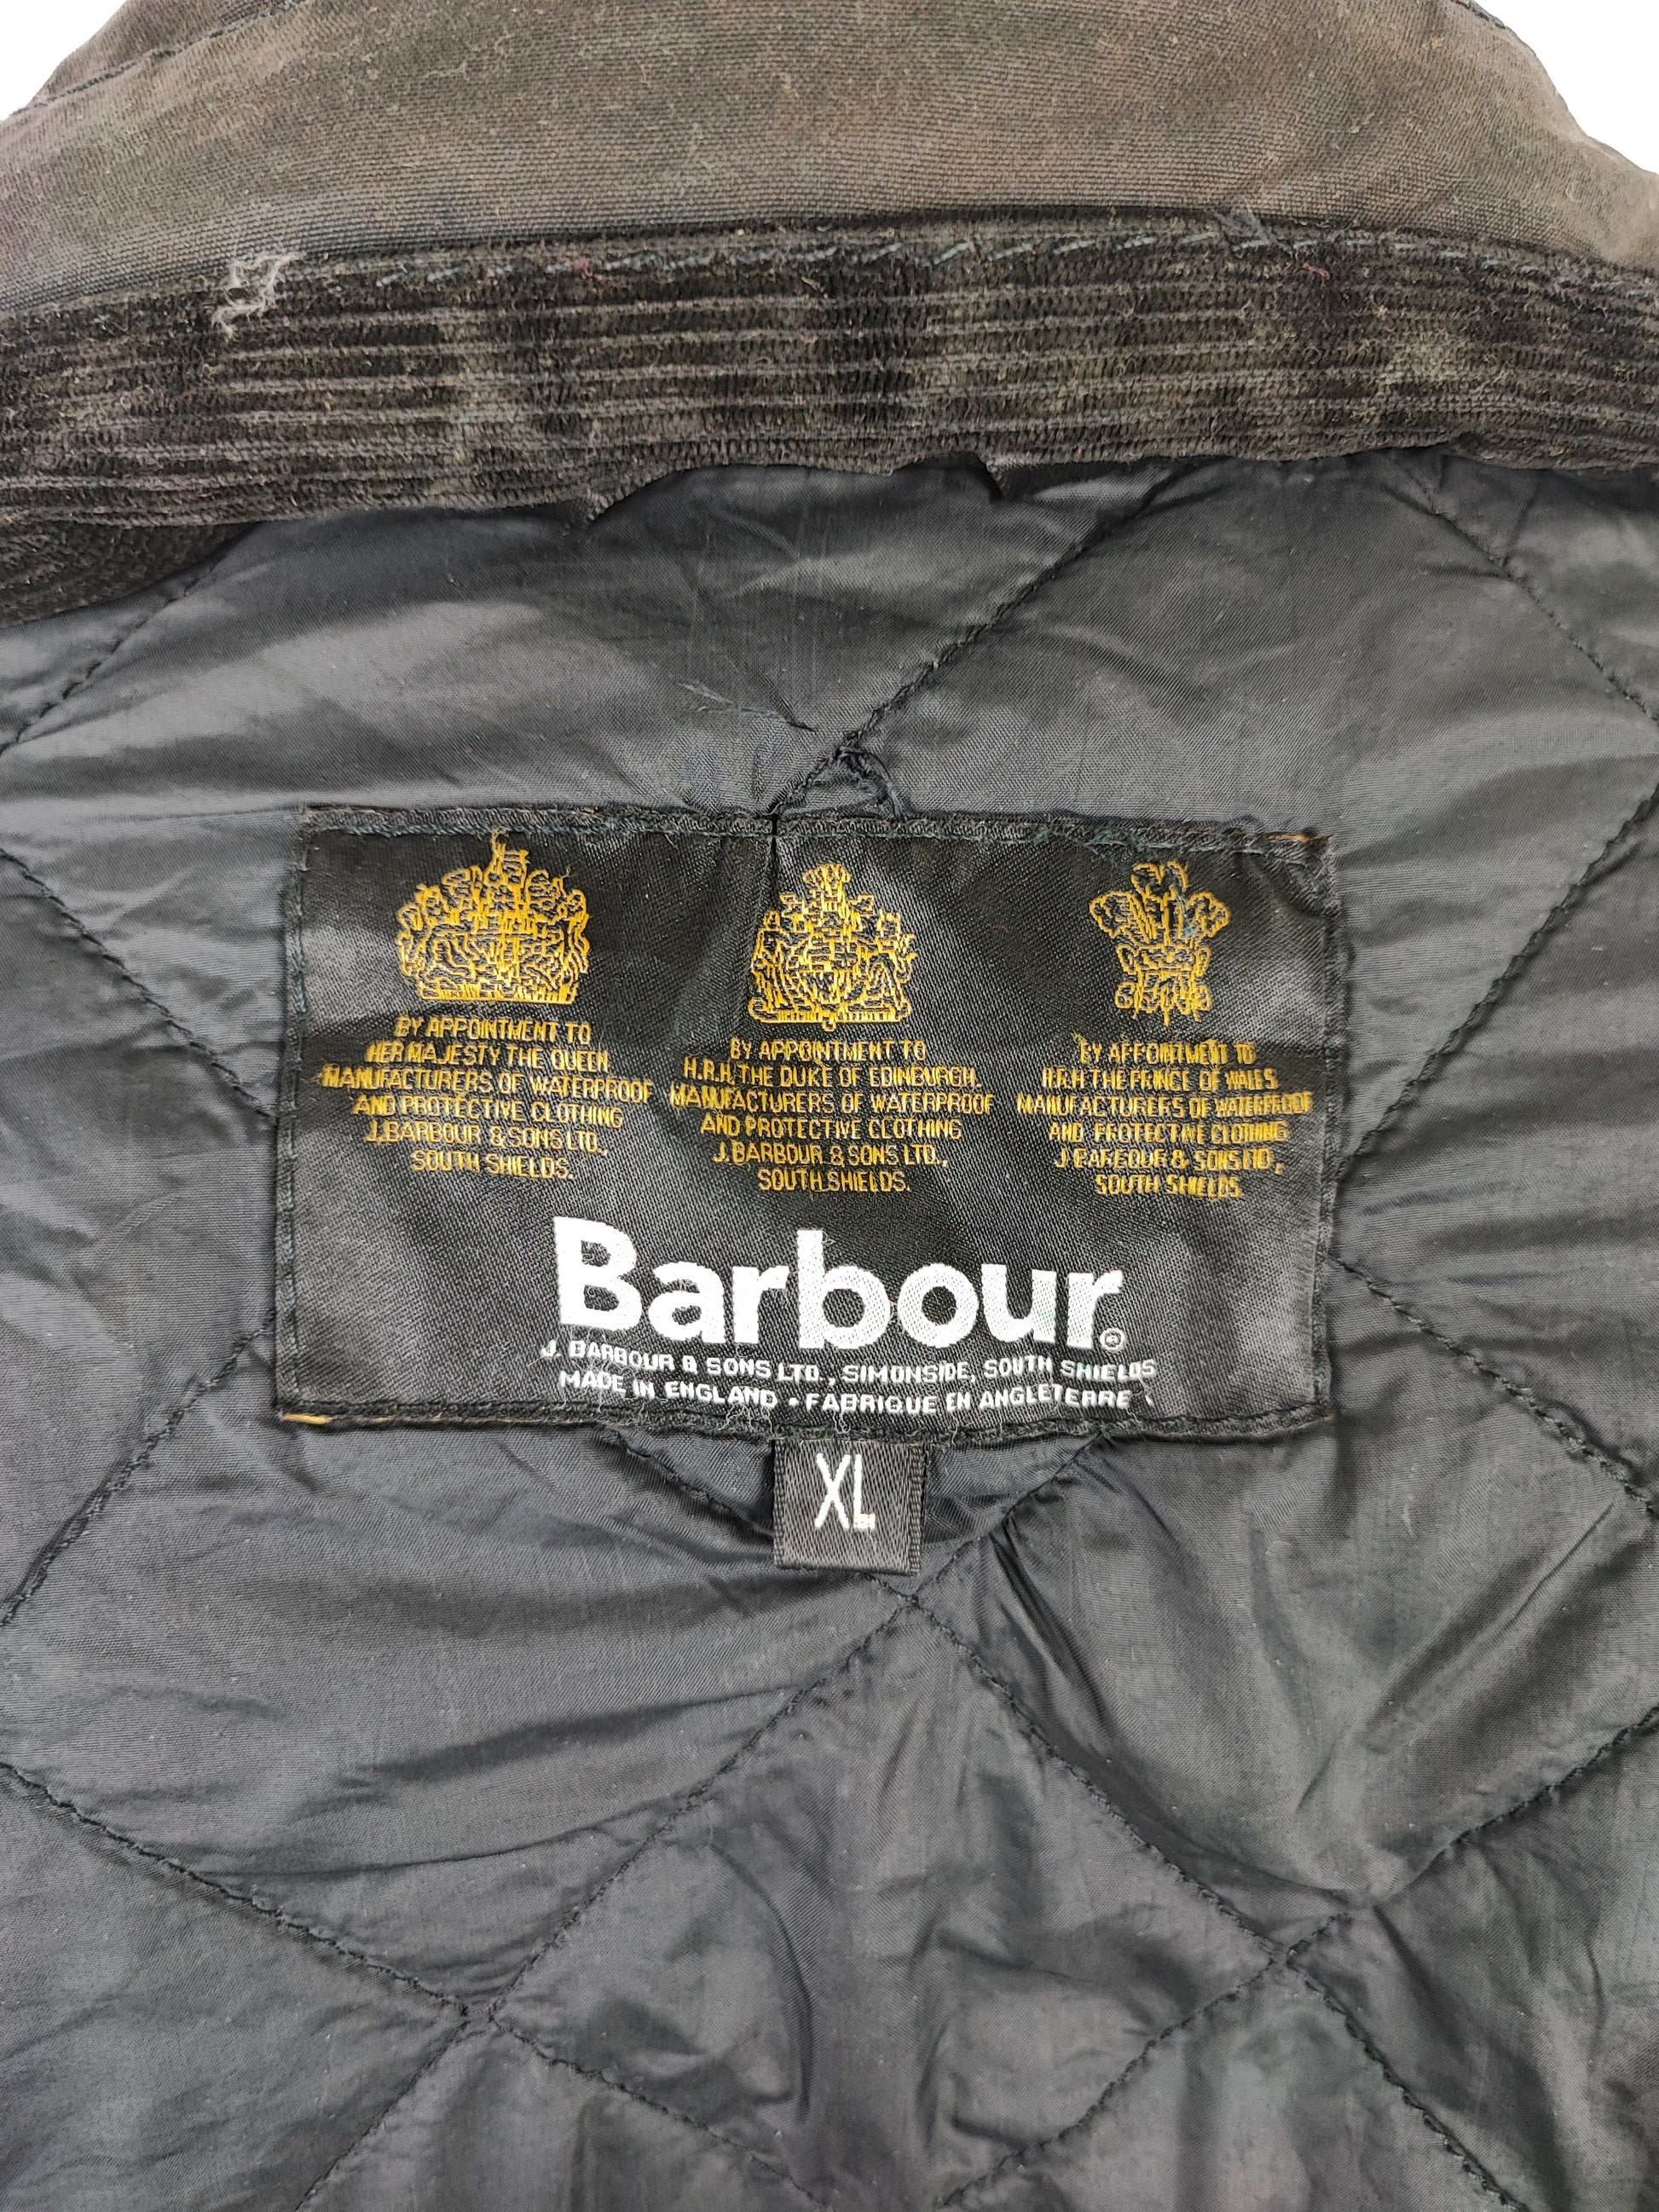 BY APPOINTMENT TO
HER MAJESTY THE QUEEN
MANUFACTURERS OF WATERPROOF
AND PROTECTIVE CLOTHING
J. BARBOUR & SONS LTD.,
SOUTH SHIELDS.
BY APPOINTMENT TO
H.R.H. THE DUKE OF EDINBURGH.
MANUFACTURERS OF WATERPROOF
AND PROTECTIVE CLOTHING
J. BARBOUR & SONS LTD.,
SOUTH SHIELDS.
BY APPOINTMENT TO
H.R.H THE PRINCE OF WALES
MANUFACTURERS OF WATERPROOF
AND PROTECTIVE CLOTHING
J. BARBOUR & SONS LTD.,
SOUTH SHIELDS.
Barbour®
J. BARBOUR & SONS LTD., SIMONSIDE, SOUTH SHIELDS
MADE IN ENGLAND • FABRIQUE EN ANGLETERRE
XL